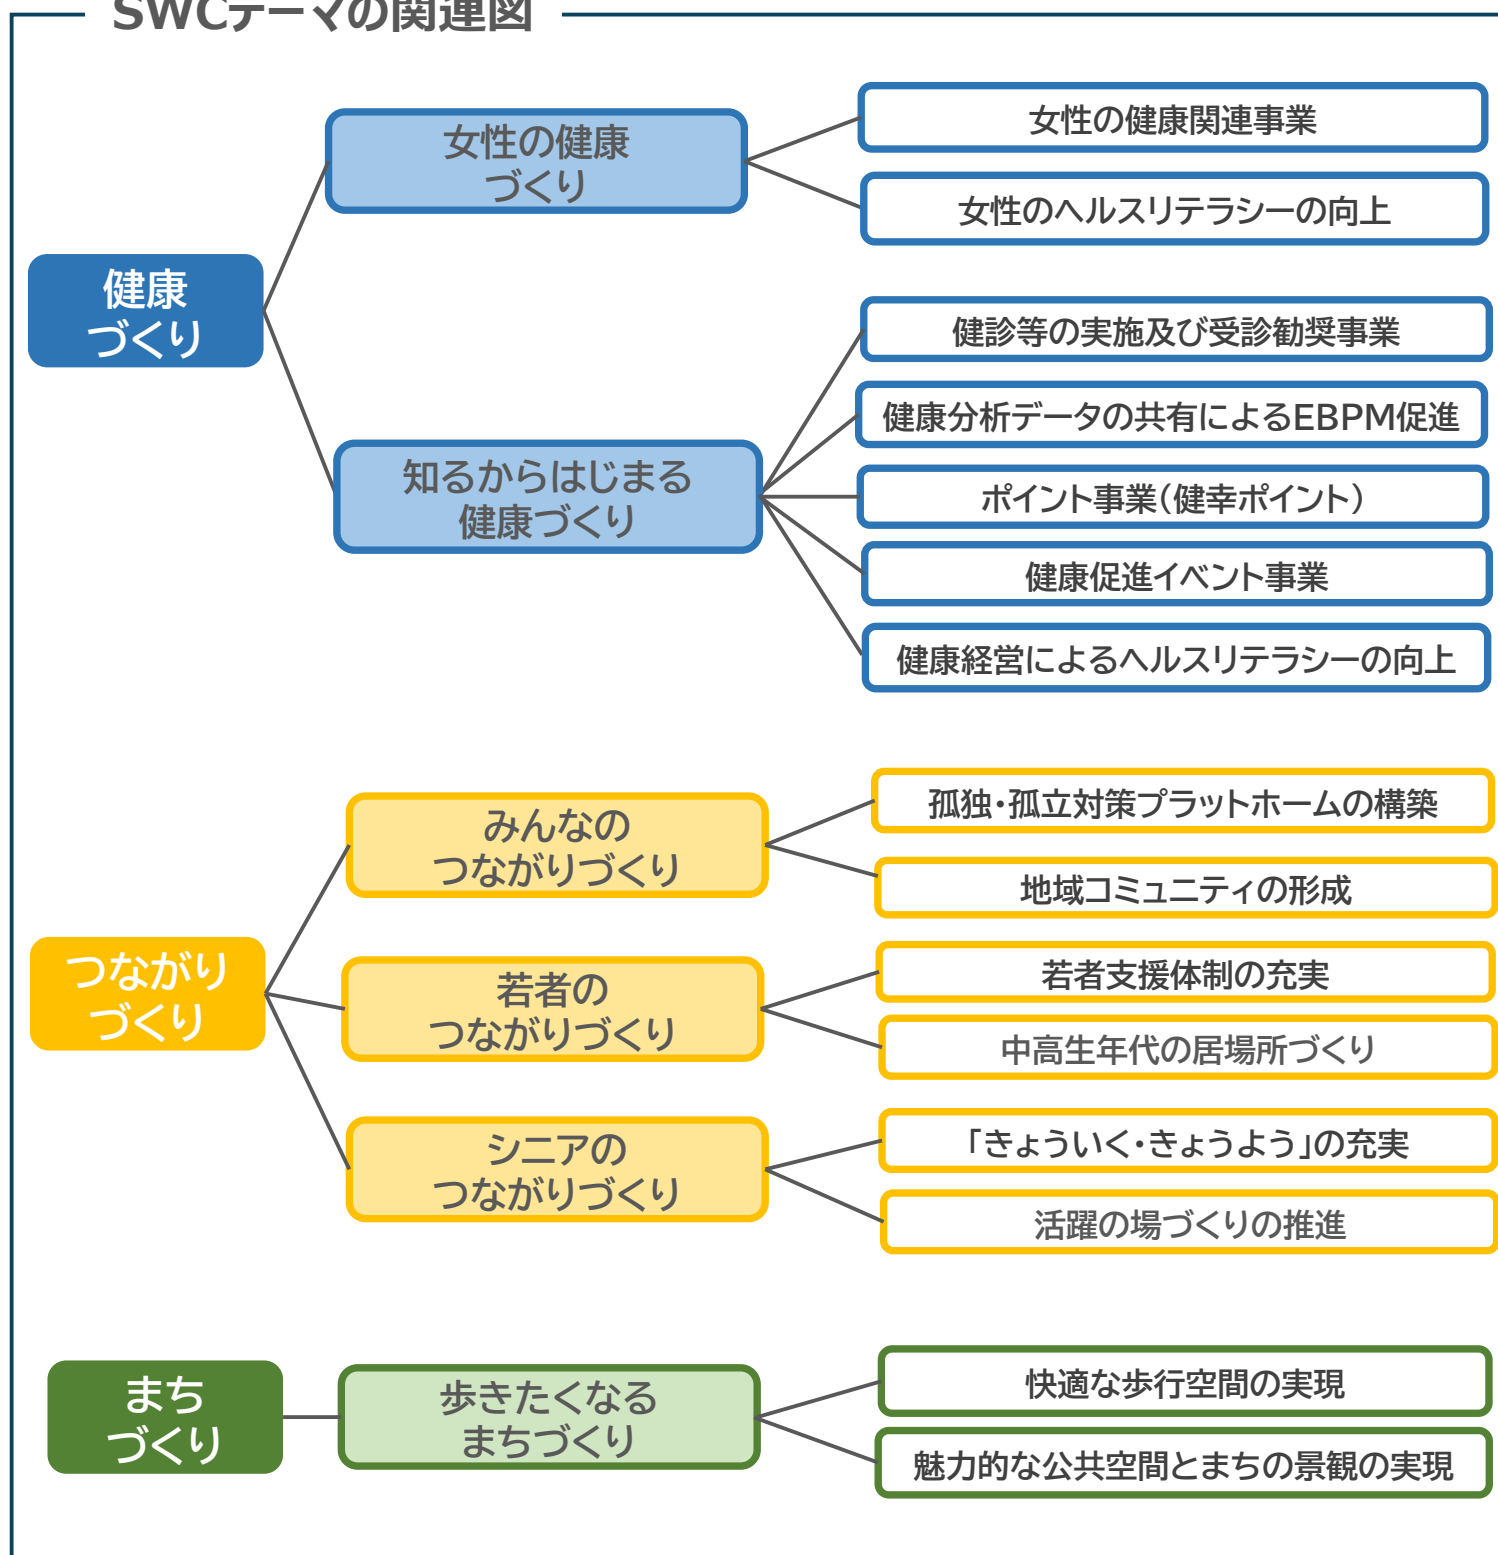 SWCテーマの関連図
女性の健康
づくり
女性の健康関連事業
女性のヘルスリテラシーの向上
健康
づくり
知るからはじまる
健康づくり
健診等の実施及び受診勧奨事業
健康分析データの共有によるEBPM促進
ポイント事業(健幸ポイント)
健康促進イベント事業
健康経営によるヘルスリテラシーの向上
つながり
づくり
みんなの
つながりづくり
孤独・孤立対策プラットホームの構築
地域コミュニティの形成
若者の
つながりづくり
若者支援体制の充実
中高生年代の居場所づくり
シニアの
つながりづくり
「きょういく・きょうよう」の充実
活躍の場づくりの推進
まち
づくり
歩きたくなる
まちづくり
快適な歩行空間の実現
魅力的な公共空間とまちの景観の実現